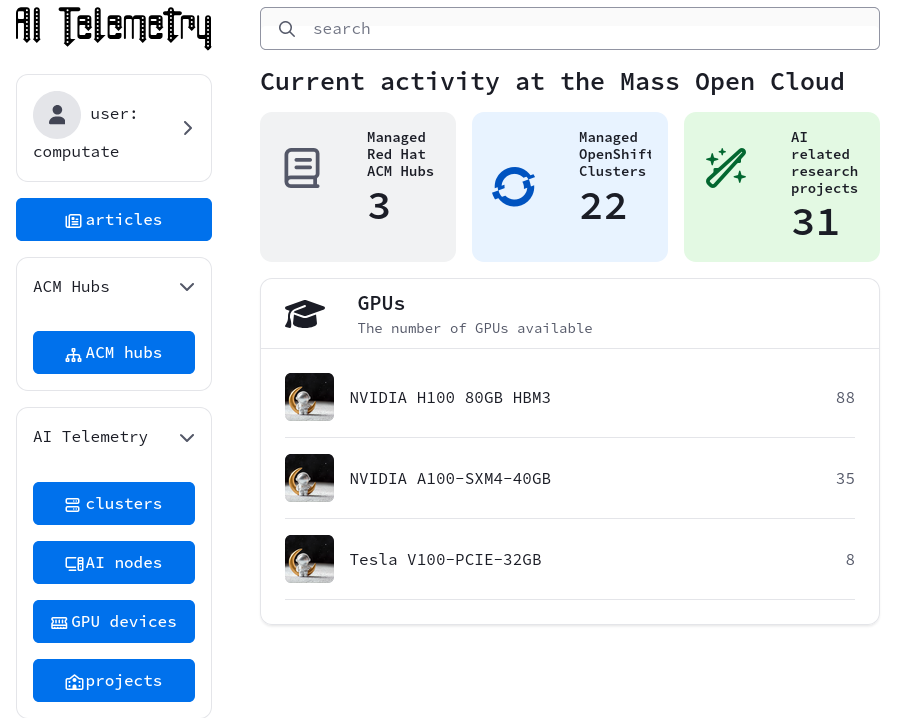 AI Telemetry
search
user:
computate
articles
ACM Hubs
ACM hubs
AI Telemetry
clusters
AI nodes
GPU devices
projects
Current activity at the Mass Open Cloud
Managed
Red Hat
ACM Hubs
3
Managed
OpenShift
Clusters
22
AI
related
research
projects
31
GPUs
The number of GPUs available
NVIDIA H100 80GB HBM3
88
NVIDIA A100-SXM4-40GB
35
Tesla V100-PCIE-32GB
8